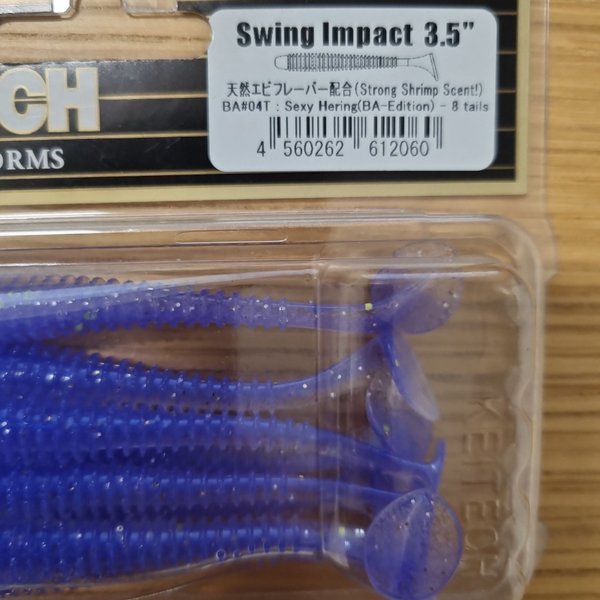 Swing Impact 3.5"
天然エビフレーバー配合(Strong Shrimp Scent!)
BA#04T : Sexy Hering(BA-Edition) - 8 tails
4 560262 612060
CH
ORMS
KEITECH